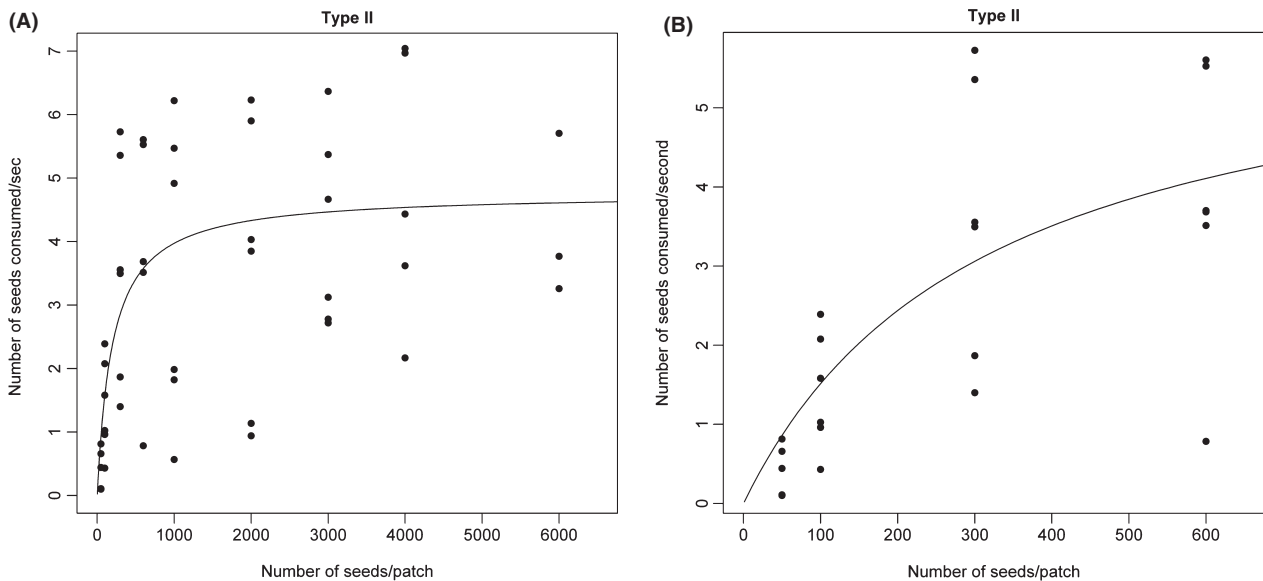 (A)
Type II
Number of seeds consumed/sec
7
6
5
4
3
2
1
0
0 1000 2000 3000 4000 5000 6000
Number of seeds/patch
(B)
Type II
Number of seeds consumed/second
5
4
3
2
1
0
0 100 200 300 400 500 600
Number of seeds/patch